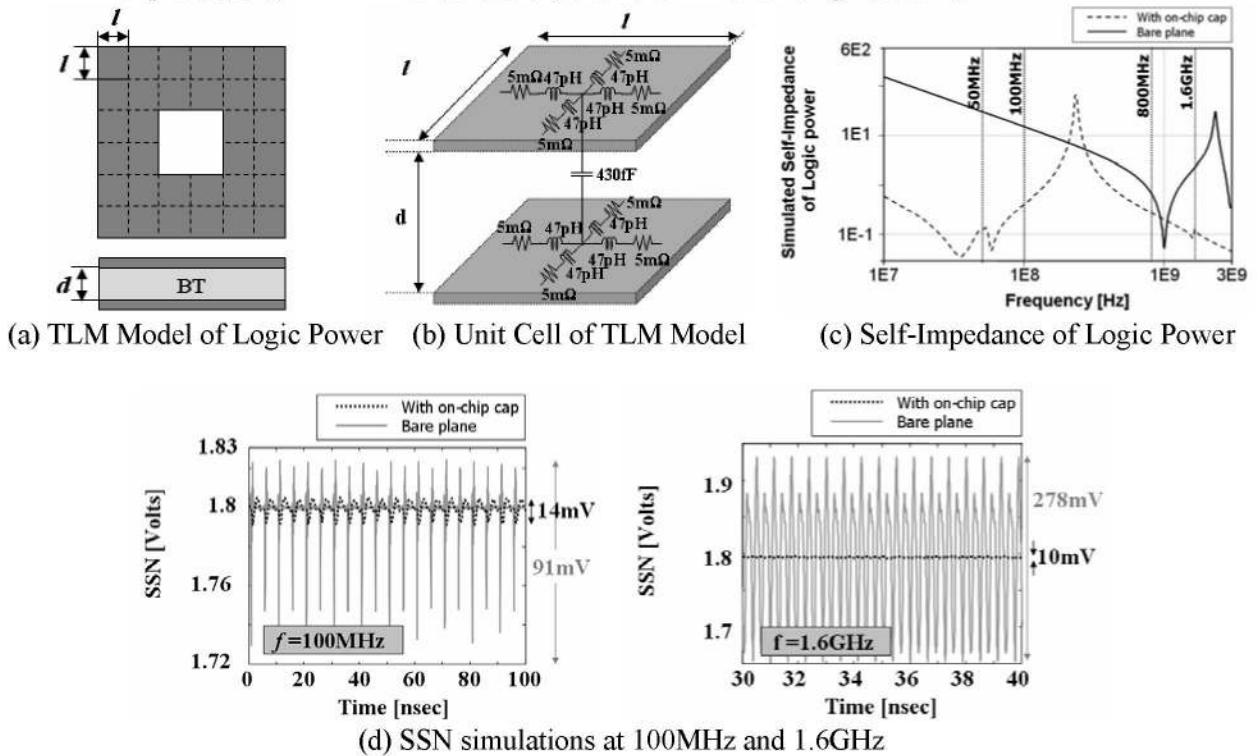 l
l
d
BT
(a) TLM Model of Logic Power
l
l
5mΩ
5mΩ 47pH 47pH
47pH 47pH 5mΩ
5mΩ
d
430fF
5mΩ
5mΩ 47pH 47pH
47pH 47pH 5mΩ
5mΩ
(b) Unit Cell of TLM Model
With on-chip cap
Bare plane
Simulated Self-Impedance of Logic power
6E2
1E1
1E-1
50MHz
100MHz
800MHz
1.6GHz
1E7 1E8 1E9 3E9
Frequency [Hz]
(c) Self-Impedance of Logic Power
With on-chip cap
Bare plane
SSN [Volts]
1.83
1.8
1.76
1.72
14mV
91mV
f=100MHz
0 20 40 60 80 100
Time [nsec]
With on-chip cap
Bare plane
SSN [Volts]
1.9
1.8
1.7
278mV
10mV
f=1.6GHz
30 32 34 36 38 40
Time [nsec]
(d) SSN simulations at 100MHz and 1.6GHz